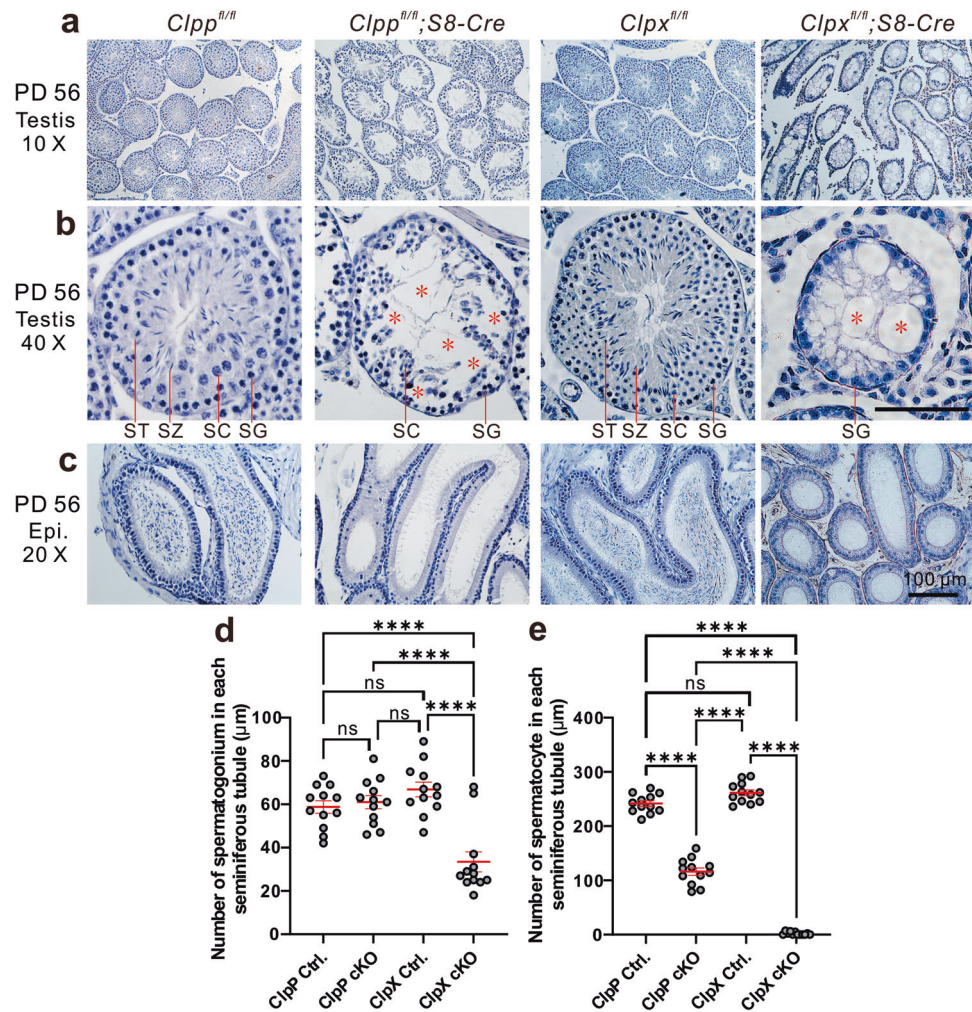 a
Clpp^fl/fl
Clpp^fl/fl;S8-Cre
Clpx^fl/fl
Clpx^fl/fl;S8-Cre
PD 56
Testis
10 X
b
PD 56
Testis
40 X
* * * * * *
* *
ST SZ SC SG
SC SG
ST SZ SC SG
SG
c
PD 56
Epi.
20 X
100 μm
d
Number of spermatogonium in each
seminiferous tubule (μm)
100
80
60
40
20
0
****
****
ns
ns
ns
****
ClpP Ctrl.
ClpP cKO
ClpX Ctrl.
ClpX cKO
e
Number of spermatocyte in each
seminiferous tubule (μm)
400
300
200
100
0
****
****
ns
****
****
****
ClpP Ctrl.
ClpP cKO
ClpX Ctrl.
ClpX cKO